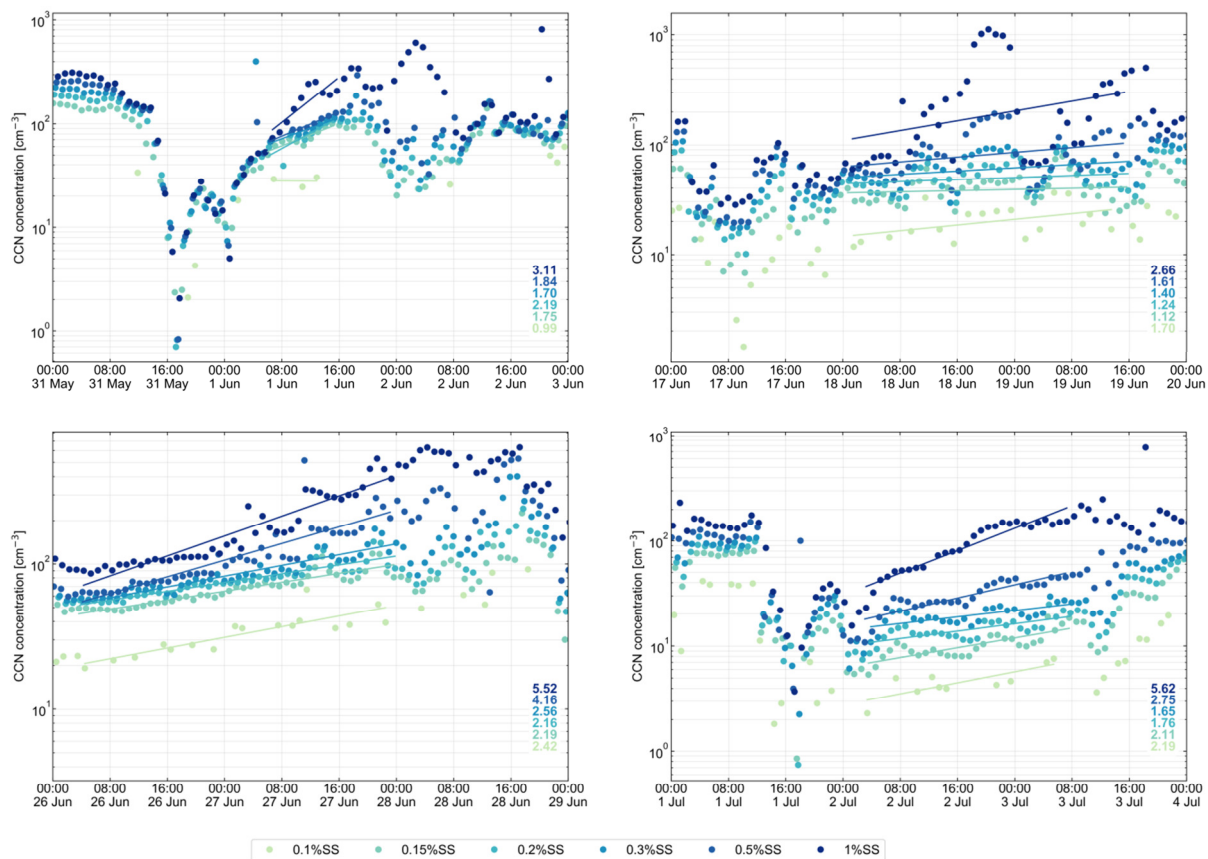 10³
10²
10¹
10⁰
CCN concentration [cm⁻³]
3.11
1.84
1.70
2.19
1.75
0.99
00:00 08:00 16:00 00:00 08:00 16:00 00:00 08:00 16:00 00:00
31 May 31 May 31 May 1 Jun 1 Jun 1 Jun 2 Jun 2 Jun 2 Jun 3 Jun
10³
10²
10¹
CCN concentration [cm⁻³]
2.66
1.61
1.40
1.24
1.12
1.70
00:00 08:00 16:00 00:00 08:00 16:00 00:00 08:00 16:00 00:00
17 Jun 17 Jun 17 Jun 18 Jun 18 Jun 18 Jun 19 Jun 19 Jun 19 Jun 20 Jun
10²
10¹
CCN concentration [cm⁻³]
5.52
4.16
2.56
2.16
2.19
2.42
00:00 08:00 16:00 00:00 08:00 16:00 00:00 08:00 16:00 00:00
26 Jun 26 Jun 26 Jun 27 Jun 27 Jun 27 Jun 28 Jun 28 Jun 28 Jun 29 Jun
10³
10²
10¹
10⁰
CCN concentration [cm⁻³]
5.62
2.75
1.65
1.76
2.11
2.19
00:00 08:00 16:00 00:00 08:00 16:00 00:00 08:00 16:00 00:00
1 Jul 1 Jul 1 Jul 2 Jul 2 Jul 2 Jul 3 Jul 3 Jul 3 Jul 4 Jul
0.1%SS 0.15%SS 0.2%SS 0.3%SS 0.5%SS 1%SS